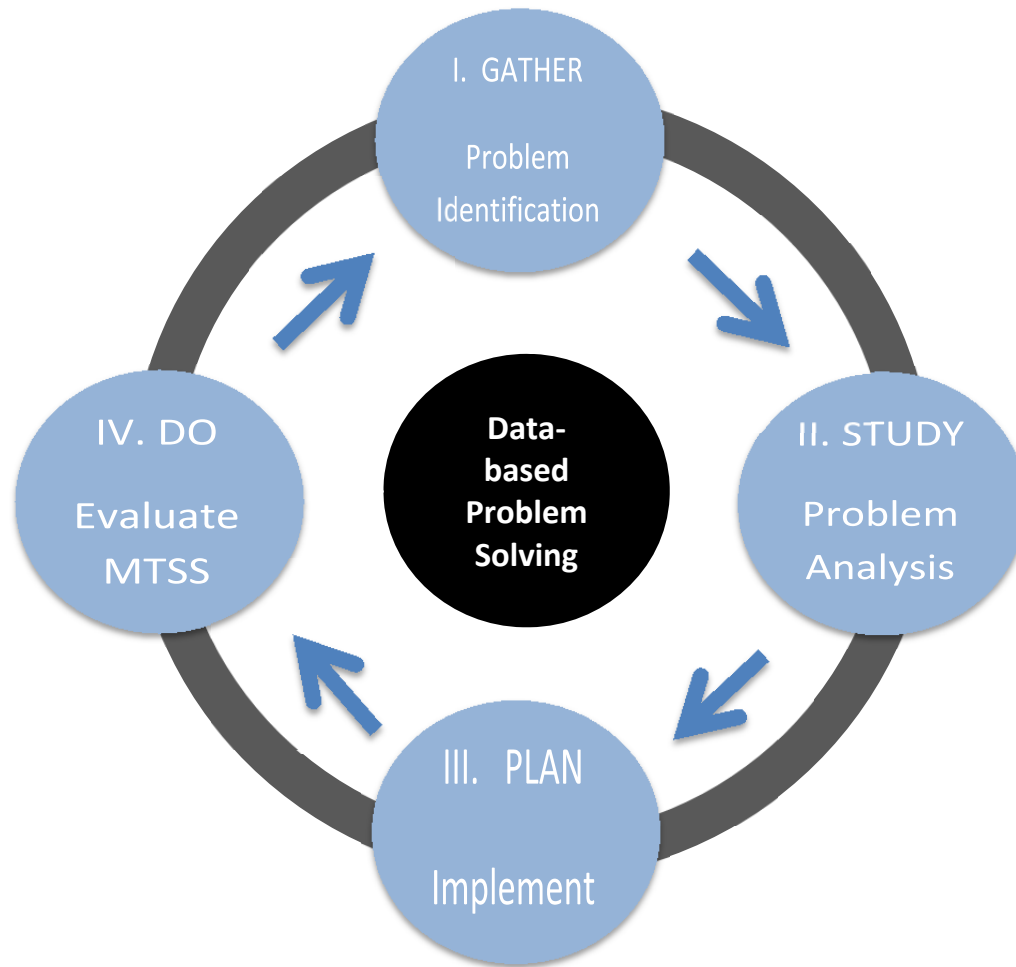 I. GATHER
Problem
Identification
II. STUDY
Problem
Analysis
III. PLAN
Implement
IV. DO
Evaluate
MTSS
Data-
based
Problem
Solving